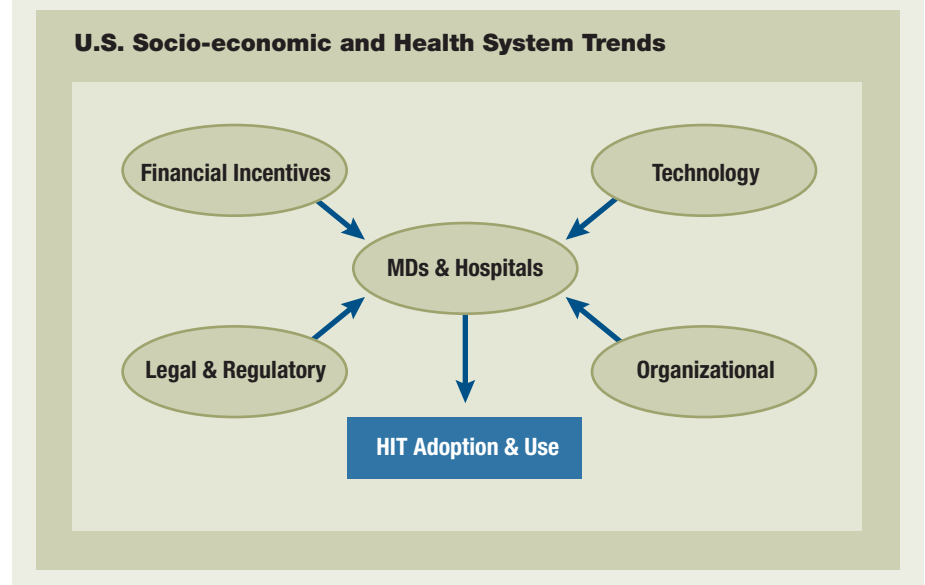 U.S. Socio-economic and Health System Trends
Financial Incentives
Technology
MDs & Hospitals
Legal & Regulatory
Organizational
HIT Adoption & Use